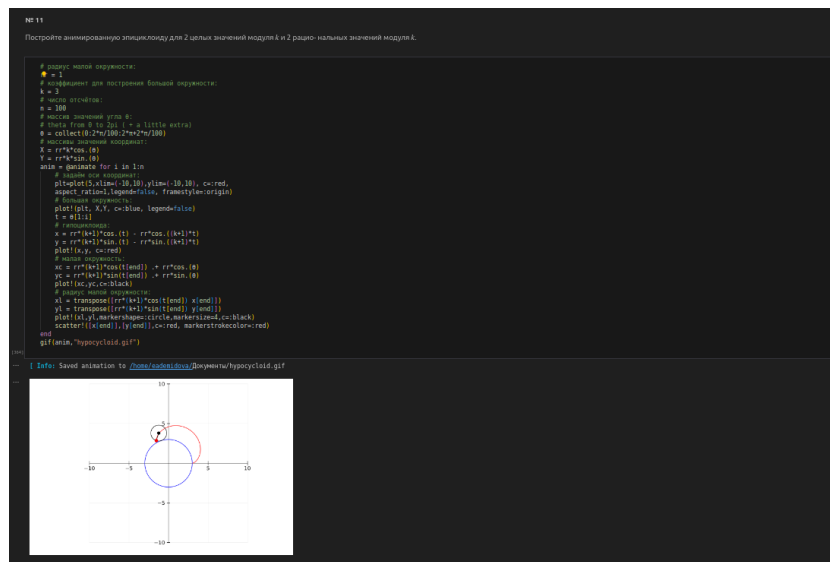 № 11
Постройте анимированную эпициклоиду для 2 целых значений модуля k и 2 рацио- нальных значений модуля k.
# радиус малой окружности:
= 1
# коэффициент для построения большой окружности:
k = 3
# число отсчётов:
n = 100
# массив значений угла θ:
# theta from 0 to 2pi ( + a little extra)
θ = collect(0:2*π/100:2*π+2*π/100)
# массивы значений координат:
X = rr*k*cos.(θ)
Y = rr*k*sin.(θ)
anim = @animate for i in 1:n
# задаём оси координат:
plt=plot(5,xlim=(-10,10),ylim=(-10,10), c=:red,
aspect_ratio=1,legend=false, framestyle=:origin)
# большая окружность:
plot!(plt, X,Y, c=:blue, legend=false)
t = θ[1:i]
# гипоциклоида:
x = rr*(k+1)*cos.(t) - rr*cos.((k+1)*t)
y = rr*(k+1)*sin.(t) - rr*sin.((k+1)*t)
plot!(x,y, c=:red)
# малая окружность:
xc = rr*(k+1)*cos(t[end]) .+ rr*cos.(θ)
yc = rr*(k+1)*sin(t[end]) .+ rr*sin.(θ)
plot!(xc,yc,c=:black)
# радиус малой окружности:
xl = transpose([rr*(k+1)*cos(t[end]) x[end]])
yl = transpose([rr*(k+1)*sin(t[end]) y[end]])
plot!(xl,yl,markershape=:circle,markersize=4,c=:black)
scatter!([x[end]],[y[end]],c=:red, markerstrokecolor=:red)
end
gif(anim,"hypocycloid.gif")
[ Info: Saved animation to /home/eademidova/Документы/hypocycloid.gif
10
5
-10
-5
5
10
-5
-10